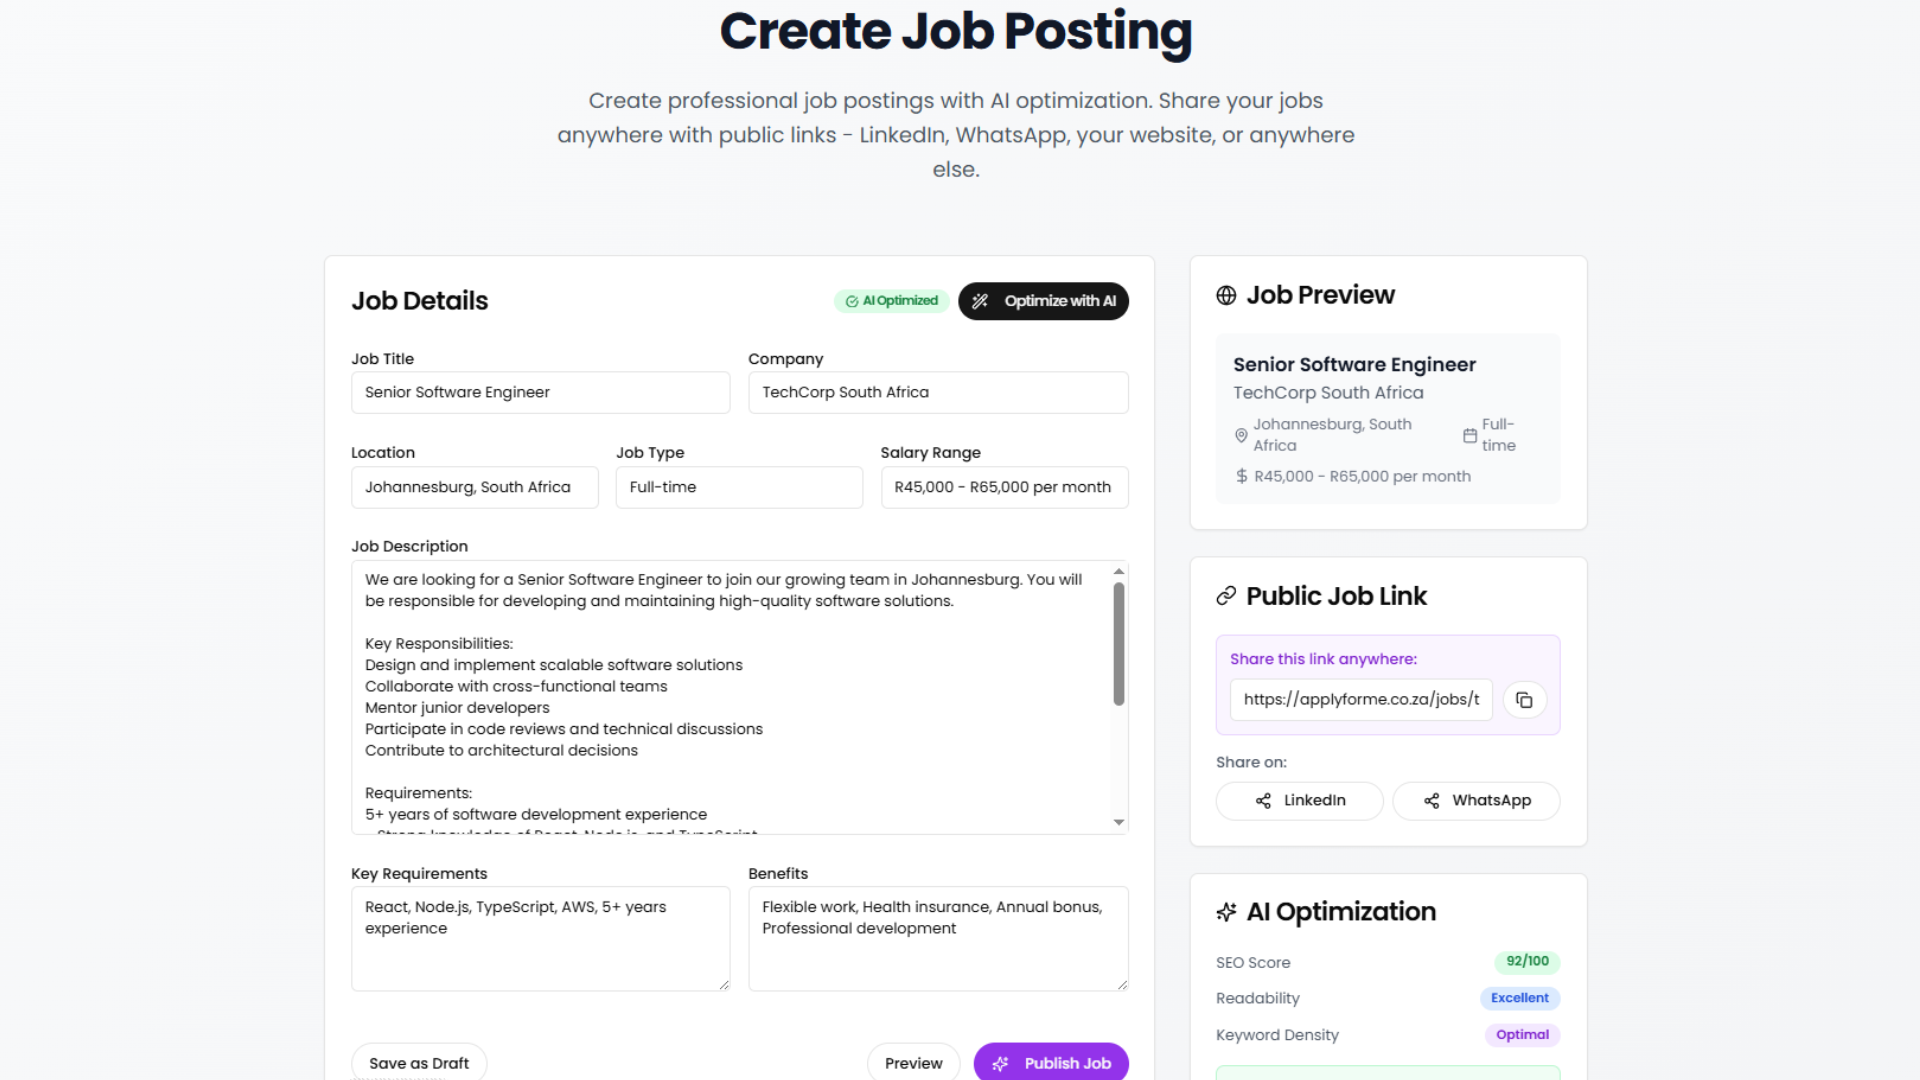 Create Job Posting
Create professional job postings with AI optimization. Share your jobs
anywhere with public links - LinkedIn, WhatsApp, your website, or anywhere
else.
Job Details
AI Optimized
Optimize with AI
Job Title
Company
Senior Software Engineer
TechCorp South Africa
Location
Job Type
Salary Range
Johannesburg, South Africa
Full-time
R45,000 - R65,000 per month
Job Description
We are looking for a Senior Software Engineer to join our growing team in Johannesburg. You will
be responsible for developing and maintaining high-quality software solutions.
Key Responsibilities:
Design and implement scalable software solutions
Collaborate with cross-functional teams
Mentor junior developers
Participate in code reviews and technical discussions
Contribute to architectural decisions
Requirements:
5+ years of software development experience
- Strong knowledge of React, Node.js, and TypeScript
Key Requirements
Benefits
React, Node.js, TypeScript, AWS, 5+ years
experience
Flexible work, Health insurance, Annual bonus,
Professional development
Save as Draft
Preview
Publish Job
Job Preview
Senior Software Engineer
TechCorp South Africa
Johannesburg, South
Africa
Full-
time
R45,000 - R65,000 per month
Public Job Link
Share this link anywhere:
https://applyforme.co.za/jobs/t
Share on:
LinkedIn
WhatsApp
AI Optimization
SEO Score
92/100
Readability
Excellent
Keyword Density
Optimal